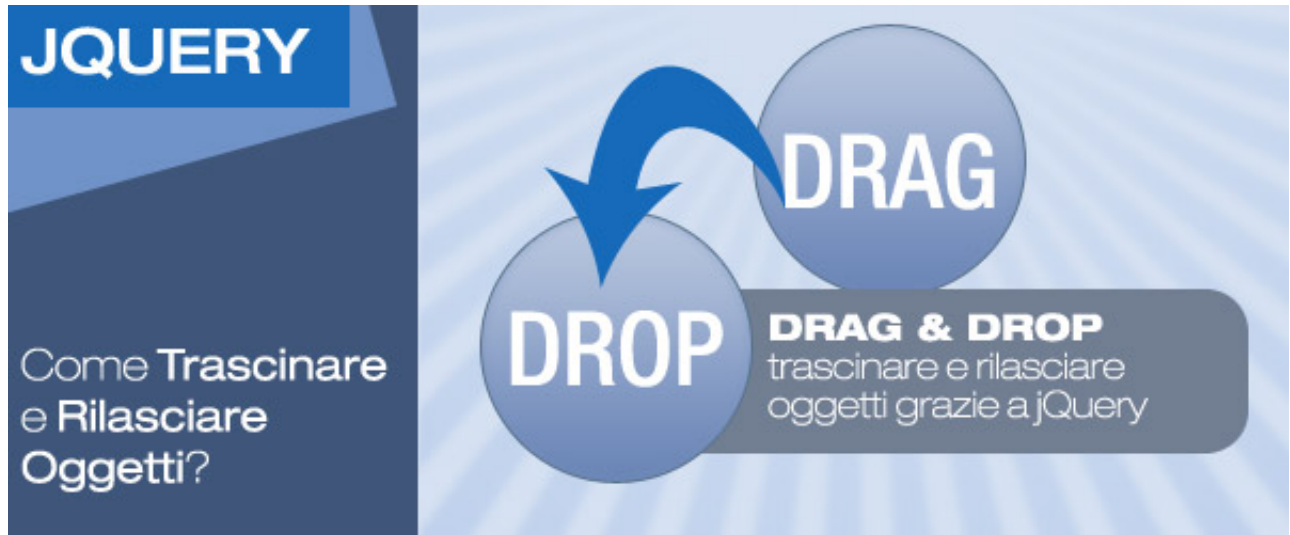 JQUERY
Come Trascinare
e Rilasciare
Oggetti?
DRAG
DROP
DRAG & DROP
trascinare e rilasciare
oggetti grazie a jQuery